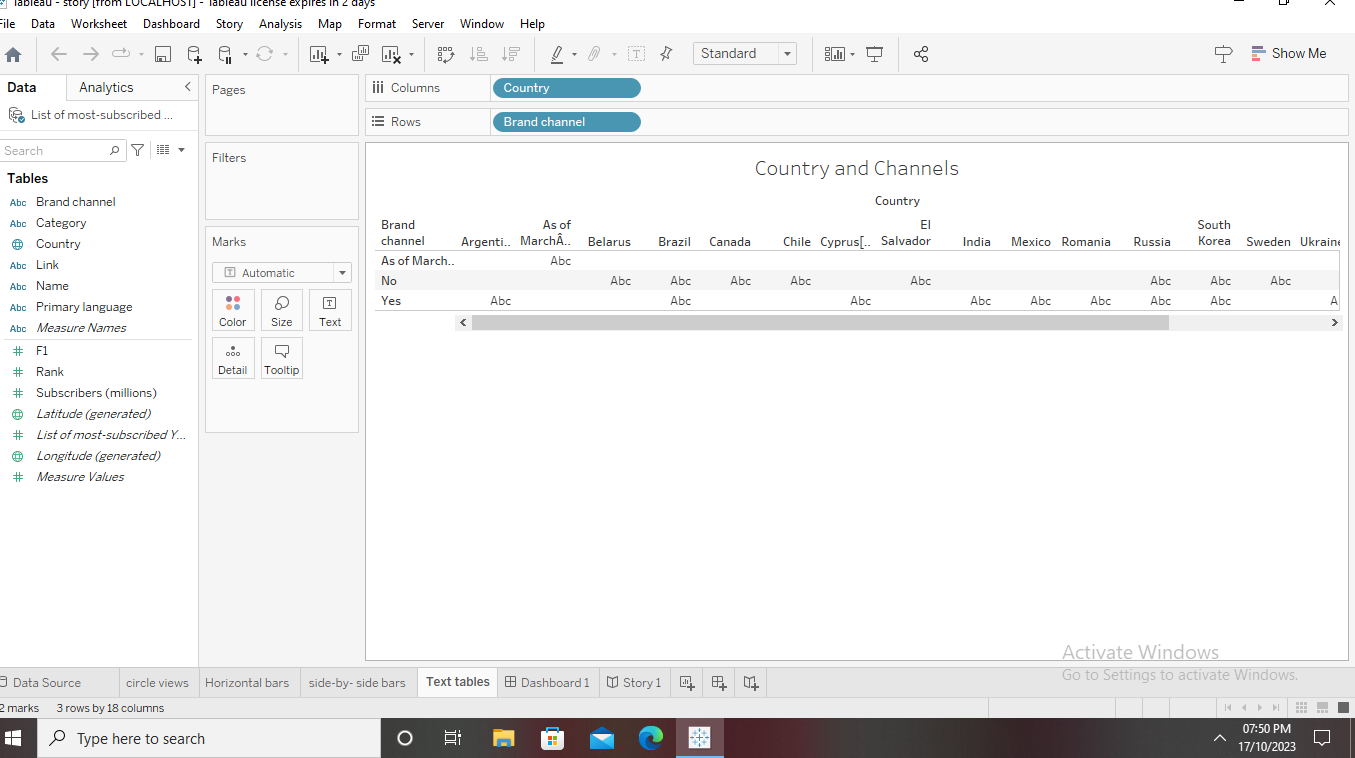 Tableau - story [from LOCALHOST] - Tableau license expires in 2 days
File Data Worksheet Dashboard Story Analysis Map Format Server Window Help
Standard Show Me
Data Analytics
List of most-subscribed ...
Search
Tables
Abc Brand channel
Abc Category
Country
Abc Link
Abc Name
Abc Primary language
Abc Measure Names
# F1
# Rank
# Subscribers (millions)
Latitude (generated)
# List of most-subscribed Y...
Longitude (generated)
# Measure Values
Pages
Filters
Marks
Automatic
Color Size Text
Detail Tooltip
Columns Country
Rows Brand channel
Country and Channels
Country
Brand channel Argenti.. As of MarchÂ.. Belarus Brazil Canada Chile Cyprus[.. El Salvador India Mexico Romania Russia South Korea Sweden Ukraine
As of March.. Abc
No Abc Abc Abc Abc Abc Abc Abc Abc
Yes Abc Abc Abc Abc Abc Abc Abc Abc A
Activate Windows
Go to Settings to activate Windows.
Data Source circle views Horizontal bars side-by- side bars Text tables Dashboard 1 Story 1
2 marks 3 rows by 18 columns
Type here to search
07:50 PM
17/10/2023